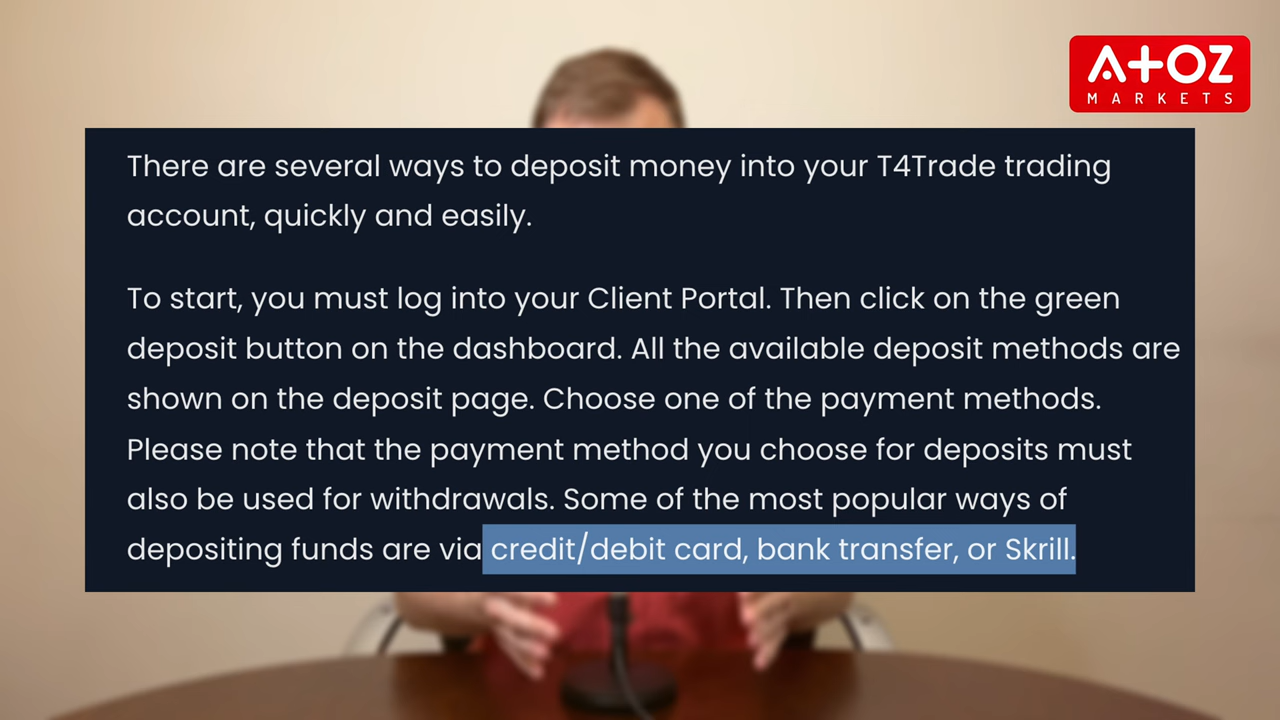 A+OZ
MARKETS
There are several ways to deposit money into your T4Trade trading
account, quickly and easily.
To start, you must log into your Client Portal. Then click on the green
deposit button on the dashboard. All the available deposit methods are
shown on the deposit page. Choose one of the payment methods.
Please note that the payment method you choose for deposits must
also be used for withdrawals. Some of the most popular ways of
depositing funds are via credit/debit card, bank transfer, or Skrill.